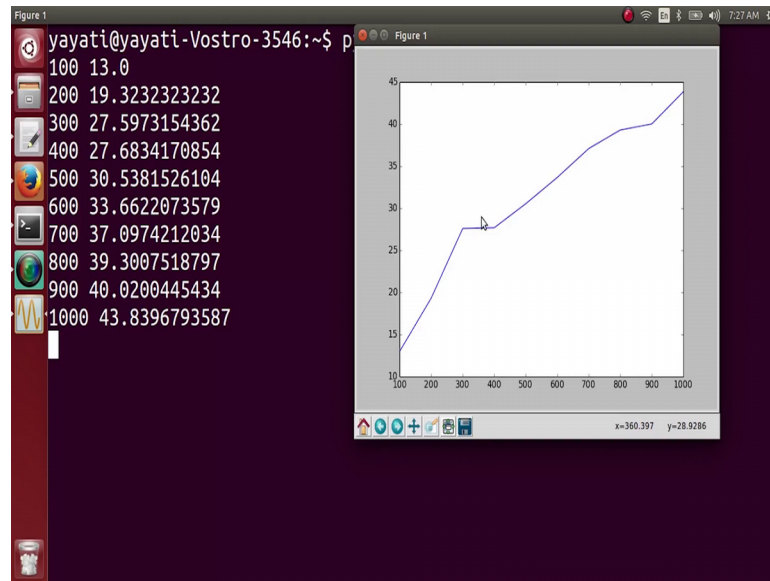 Figure 1
En
7:27 AM
yayati@yayati-Vostro-3546:~$ p
100 13.0
200 19.3232323232
300 27.5973154362
400 27.6834170854
500 30.5381526104
600 33.6622073579
700 37.0974212034
800 39.3007518797
900 40.0200445434
1000 43.8396793587
Figure 1
45
40
35
30
25
20
15
10
100 200 300 400 500 600 700 800 900 1000
x=360.397 y=28.9286